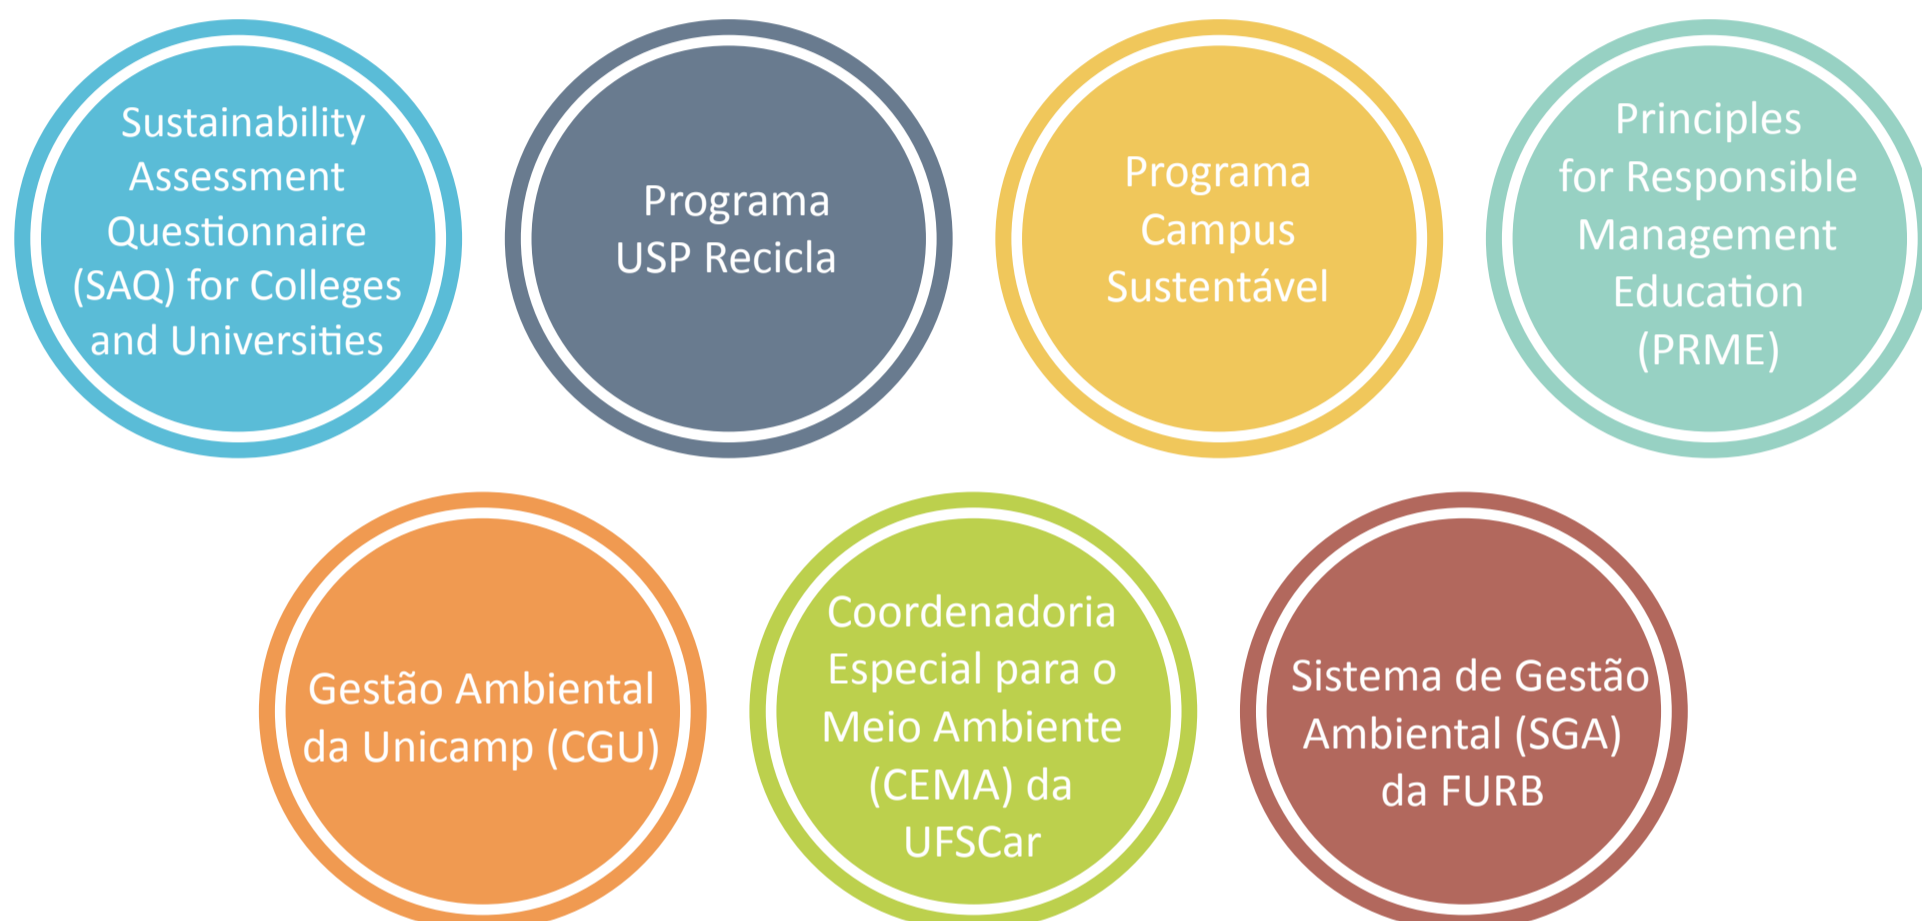 Sustainability
Assessment
Questionnaire
(SAQ) for Colleges
and Universities
Programa
USP Recicla
Programa
Campus
Sustentável
Principles
for Responsible
Management
Education
(PRME)
Gestão Ambiental
da Unicamp (CGU)
Coordenadoria
Especial para o
Meio Ambiente
(CEMA) da
UFSCar
Sistema de Gestão
Ambiental (SGA)
da FURB